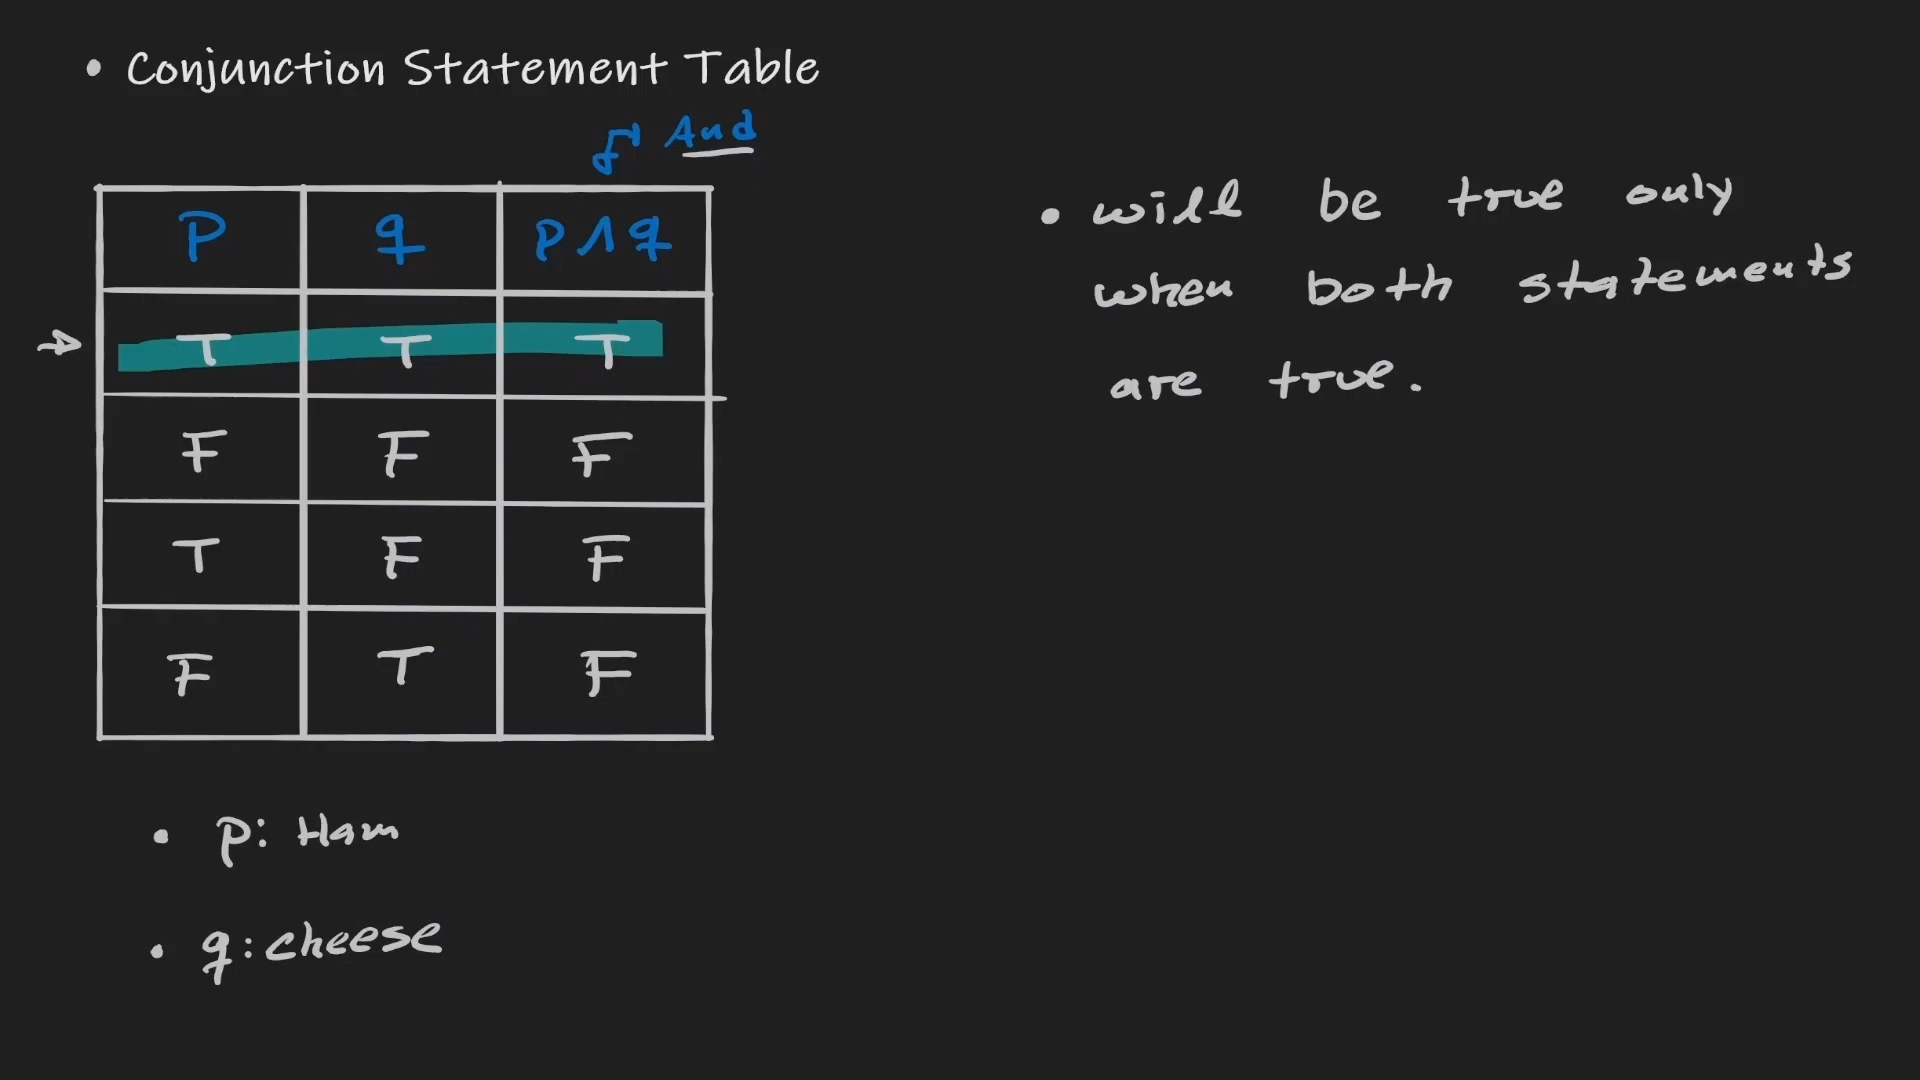 • Conjunction Statement Table
And
p q p ∧ q
T T T
F F F
T F F
F T F
• p: Ham
• q: cheese
• will be true only
when both statements
are true.